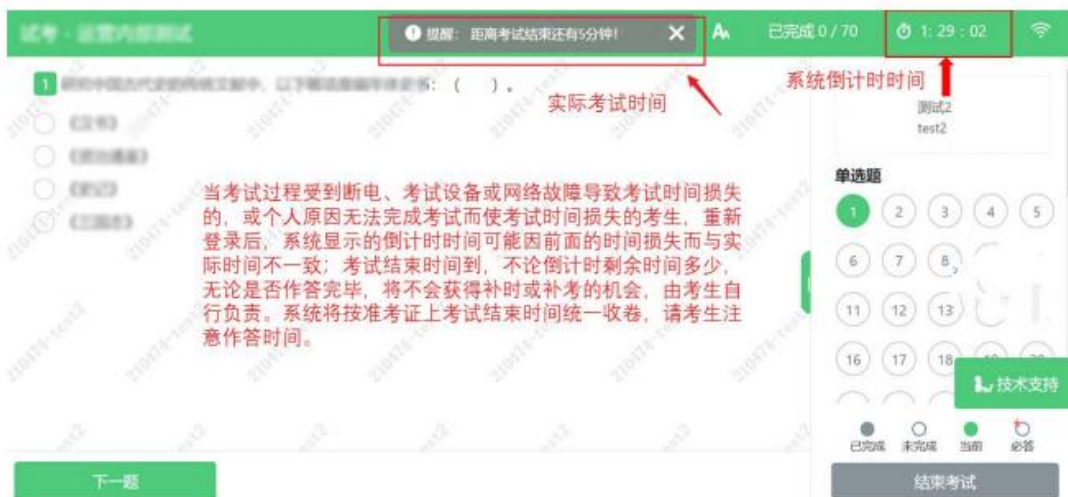 提醒：距离考试结束还有5分钟！
已完成 0 / 70
1: 29 : 02
1
：（ ）。
实际考试时间
系统倒计时时间
测试2
test2
当考试过程受到断电、考试设备或网络故障导致考试时间损失
的，或个人原因无法完成考试而使考试时间损失的考生，重新
登录后，系统显示的倒计时时间可能因前面的时间损失而与实
际时间不一致；考试结束时间到，不论倒计时剩余时间多少，
无论是否作答完毕，将不会获得补时或补考的机会，由考生自
行负责。系统将按准考证上考试结束时间统一收卷，请考生注
意作答时间。
单选题
1 2 3 4 5
6 7 8
11 12 13
16 17 18
技术支持
已完成 未完成 当前 必答
下一题
结束考试
210474-test2